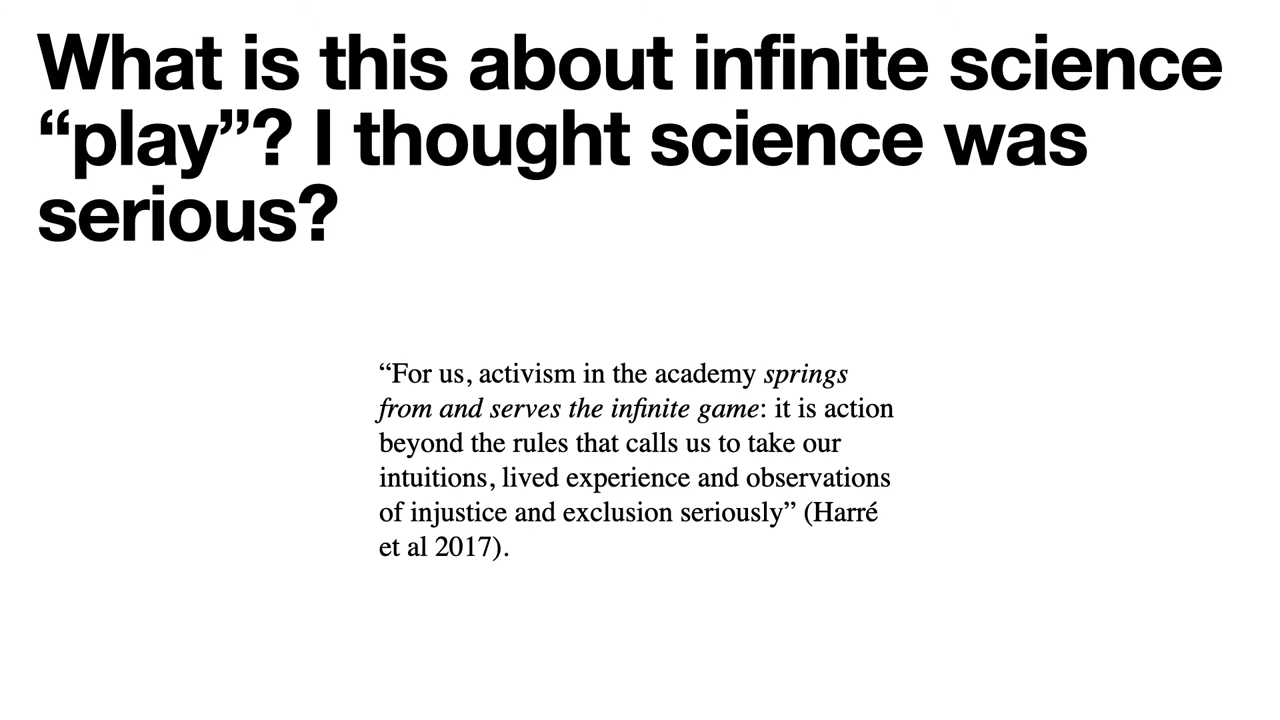 What is this about infinite science
“play”? I thought science was
serious?
“For us, activism in the academy springs
from and serves the infinite game: it is action
beyond the rules that calls us to take our
intuitions, lived experience and observations
of injustice and exclusion seriously” (Harré
et al 2017).